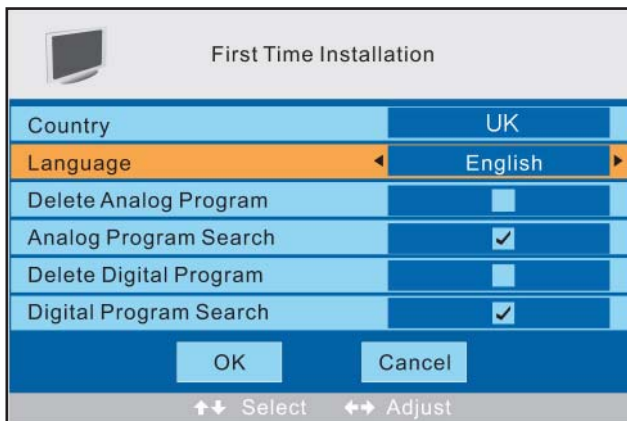 First Time Installation
Country UK
Language English
Delete Analog Program
Analog Program Search
Delete Digital Program
Digital Program Search
OK Cancel
Select Adjust